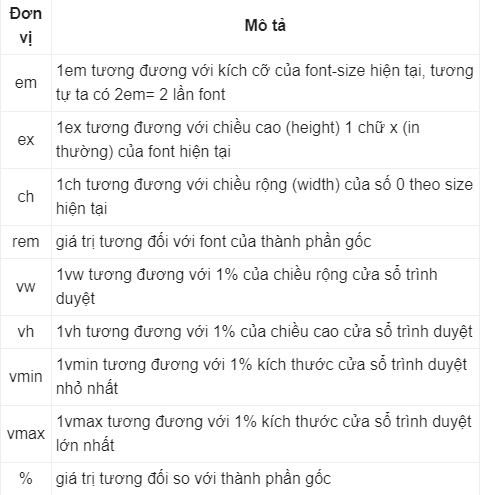 Đơn
vị
Mô tả
em
1em tương đương với kích cỡ của font-size hiện tại, tương
tự ta có 2em= 2 lần font
ex
1ex tương đương với chiều cao (height) 1 chữ x (in
thường) của font hiện tại
ch
1ch tương đương với chiều rộng (width) của số 0 theo size
hiện tại
rem
giá trị tương đối với font của thành phần gốc
vw
1vw tương đương với 1% của chiều rộng cửa sổ trình
duyệt
vh
1vh tương đương với 1% của chiều cao cửa sổ trình duyệt
vmin
1vmin tương đương với 1% kích thước cửa sổ trình duyệt
nhỏ nhất
vmax
1vmax tương đương với 1% kích thước cửa sổ trình duyệt
lớn nhất
%
giá trị tương đối so với thành phần gốc